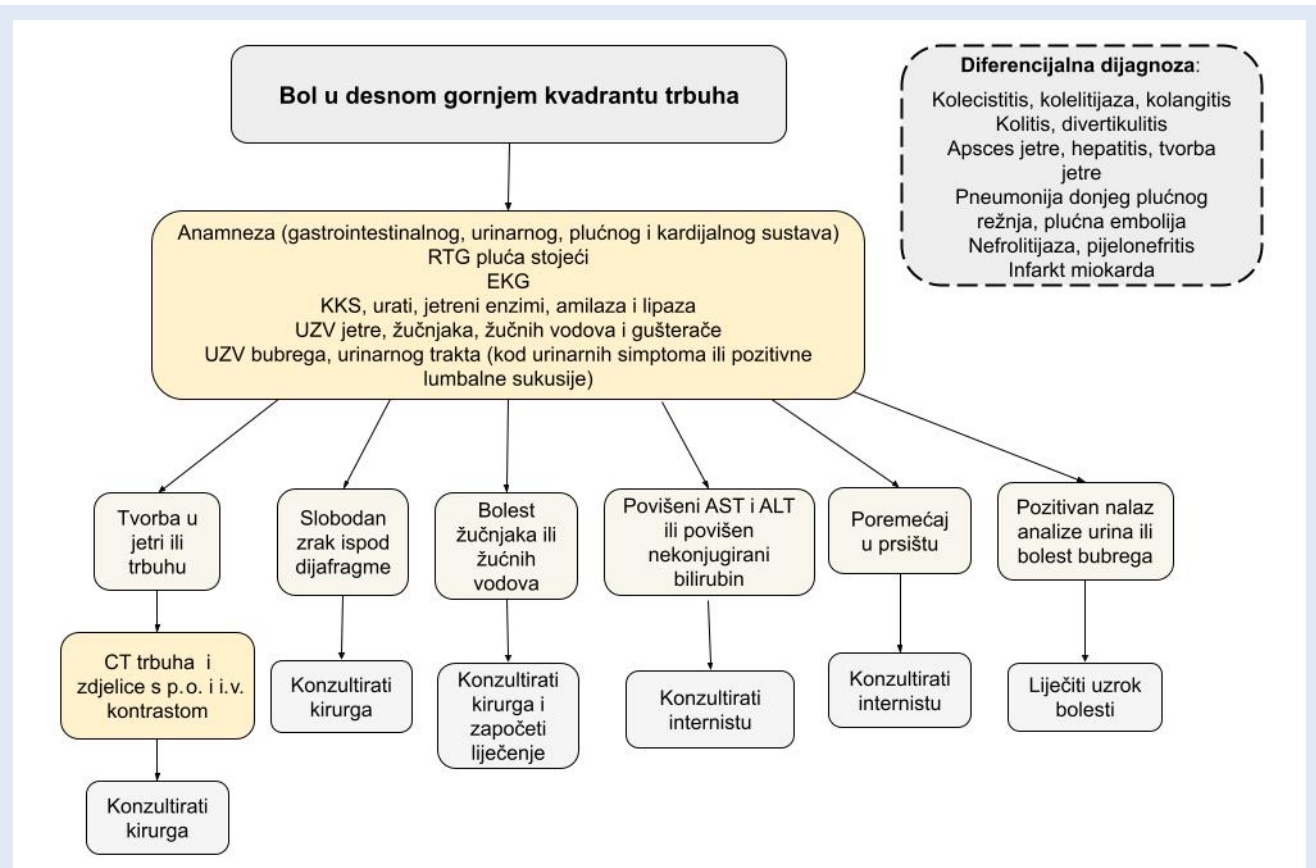 Bol u desnom gornjem kvadrantu trbuha
Diferencijalna dijagnoza:
Kolecistitis, kolelitijaza, kolangitis
Kolitis, divertikulitis
Apsces jetre, hepatitis, tvorba
jetre
Pneumonija donjeg plućnog
režnja, plućna embolija
Nefrolitijaza, pijelonefritis
Infarkt miokarda
Anamneza (gastrointestinalnog, urinarnog, plućnog i kardijalnog sustava)
RTG pluća stojeći
EKG
KKS, urati, jetreni enzimi, amilaza i lipaza
UZV jetre, žučnjaka, žučnih vodova i gušterače
UZV bubrega, urinarnog trakta (kod urinarnih simptoma ili pozitivne
lumbalne sukusije)
Tvorba u
jetri ili
trbuhu
Slobodan
zrak ispod
dijafragme
Bolest
žučnjaka ili
žućnih
vodova
Povišeni AST i ALT
ili povišen
nekonjugirani
bilirubin
Poremećaj
u prsištu
Pozitivan nalaz
analize urina ili
bolest bubrega
CT trbuha i
zdjelice s p.o. i i.v.
kontrastom
Konzultirati
kirurga
Konzultirati
kirurga i
započeti
liječenje
Konzultirati
internistu
Konzultirati
internistu
Liječiti uzrok
bolesti
Konzultirati
kirurga